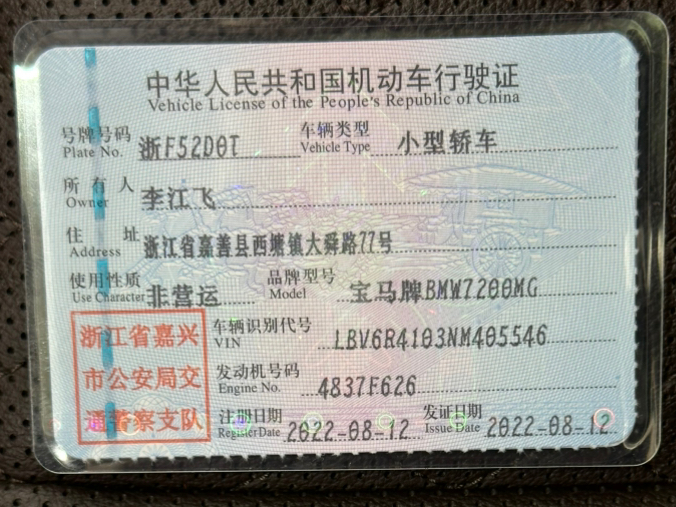 中华人民共和国机动车行驶证
Vehicle License of the People's Republic of China
号牌号码 Plate No. 浙F52D0T 车辆类型 Vehicle Type 小型轿车
所有人 Owner 李江飞
住址 Address 浙江省嘉善县西塘镇大舜路77号
使用性质 Use Character 非营运 品牌型号 Model 宝马牌BMW7200MG
浙江省嘉兴
市公安局交
通警察支队
车辆识别代号 VIN LBV6R4103NM405546
发动机号码 Engine No. 4837F626
注册日期 Register Date 2022-08-12 发证日期 Issue Date 2022-08-12